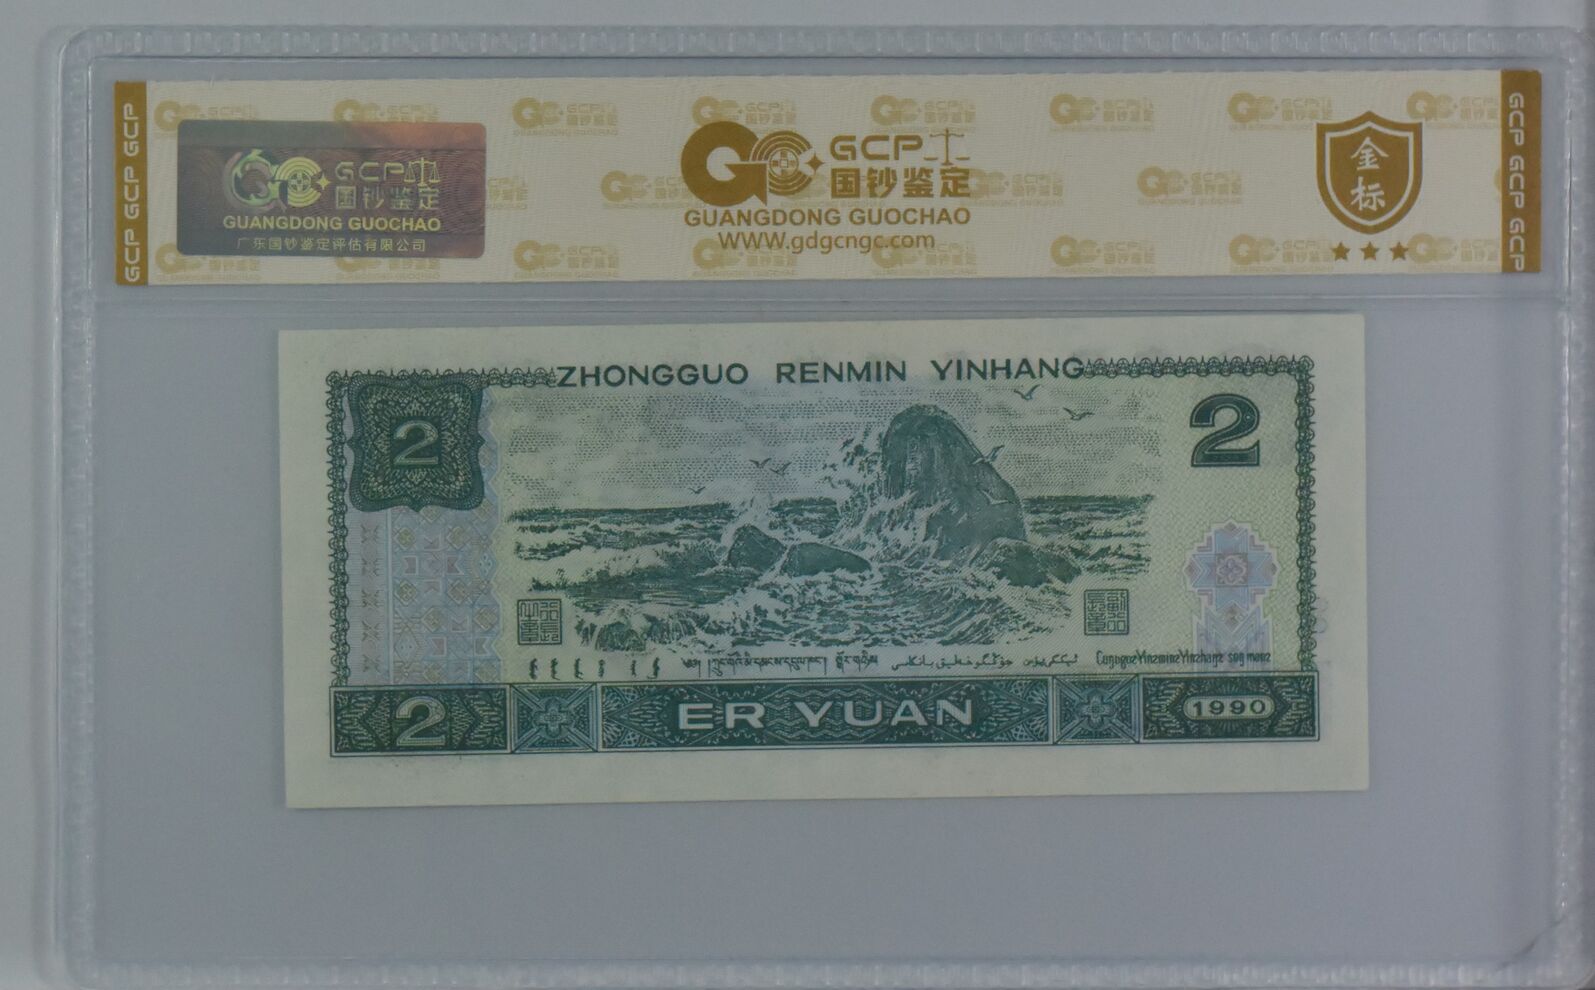 GCP GCP GCP
GCP
国钞鉴定
GUANGDONG GUOCHAO
广东国钞鉴定评估有限公司
GCP
国钞鉴定
GUANGDONG GUOCHAO
WWW.gdgcngc.com
金标
GCP GCP GCP
ZHONGGUO RENMIN YINHANG
2
2
2
ER YUAN
1990